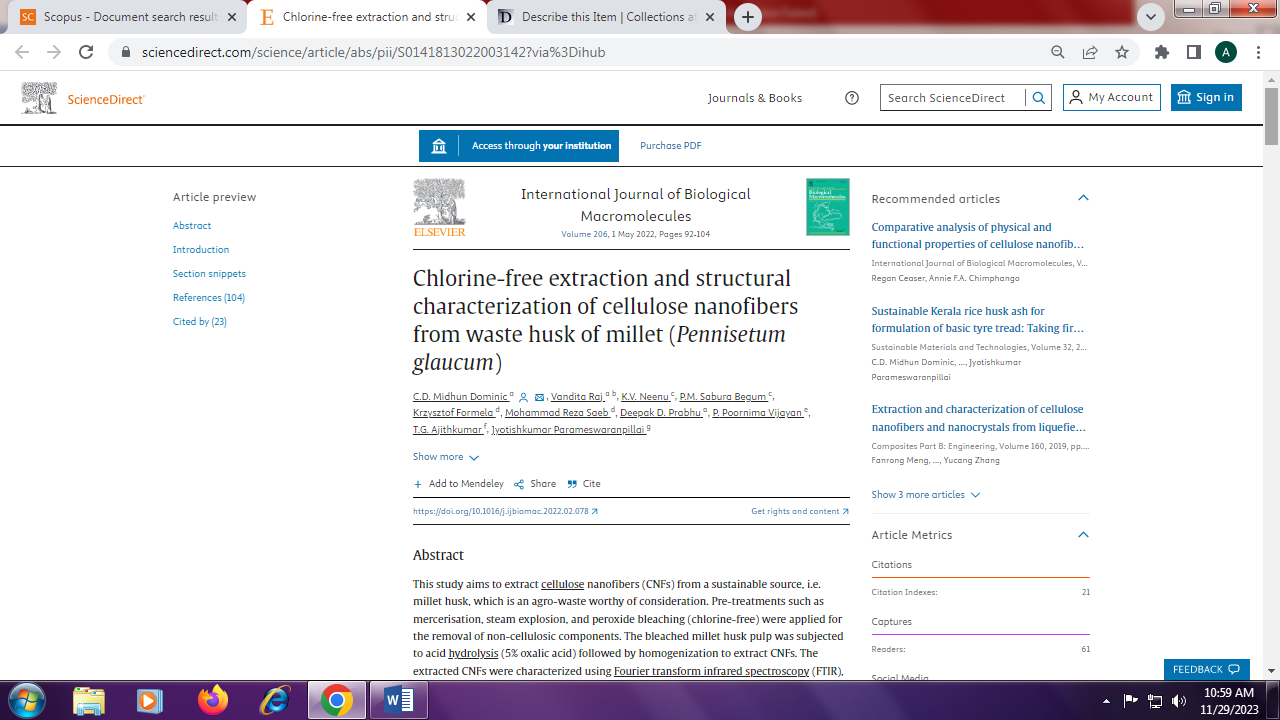 Scopus - Document search result
Chlorine-free extraction and stru
Describe this Item | Collections a
sciencedirect.com/science/article/abs/pii/S0141813022003142?via%3Dihub
A
ScienceDirect
Journals & Books
Search ScienceDirect
My Account
Sign in
Access through your institution
Purchase PDF
Article preview
Abstract
Introduction
Section snippets
References (104)
Cited by (23)
ELSEVIER
International Journal of Biological
Macromolecules
Volume 206, 1 May 2022, Pages 92-104
Chlorine-free extraction and structural
characterization of cellulose nanofibers
from waste husk of millet (Pennisetum
glaucum)
C.D. Midhun Dominic a, Vandita Raj a b, K.V. Neenu c, P.M. Sabura Begum c,
Krzysztof Formela d, Mohammad Reza Saeb d, Deepak D. Prabhu a, P. Poornima Vijayan e,
T.G. Ajithkumar f, Jyotishkumar Parameswaranpillai g
Show more
Add to Mendeley
Share
Cite
https://doi.org/10.1016/j.ijbiomac.2022.02.078
Get rights and content
Abstract
This study aims to extract cellulose nanofibers (CNFs) from a sustainable source, i.e.
millet husk, which is an agro-waste worthy of consideration. Pre-treatments such as
mercerisation, steam explosion, and peroxide bleaching (chlorine-free) were applied for
the removal of non-cellulosic components. The bleached millet husk pulp was subjected
to acid hydrolysis (5% oxalic acid) followed by homogenization to extract CNFs. The
extracted CNFs were characterized using Fourier transform infrared spectroscopy (FTIR),
Recommended articles
Comparative analysis of physical and
functional properties of cellulose nanofib...
International Journal of Biological Macromolecules, V...
Regan Ceaser, Annie F.A. Chimphango
Sustainable Kerala rice husk ash for
formulation of basic tyre tread: Taking fir...
Sustainable Materials and Technologies, Volume 32, 2...
C.D. Midhun Dominic, ..., Jyotishkumar
Parameswaranpillai
Extraction and characterization of cellulose
nanofibers and nanocrystals from liquefie...
Composites Part B: Engineering, Volume 160, 2019, pp....
Fanrong Meng, ..., Yucang Zhang
Show 3 more articles
Article Metrics
Citations
Citation Indexes: 21
Captures
Readers: 61
Social Media
FEEDBACK
10:59 AM
11/29/2023